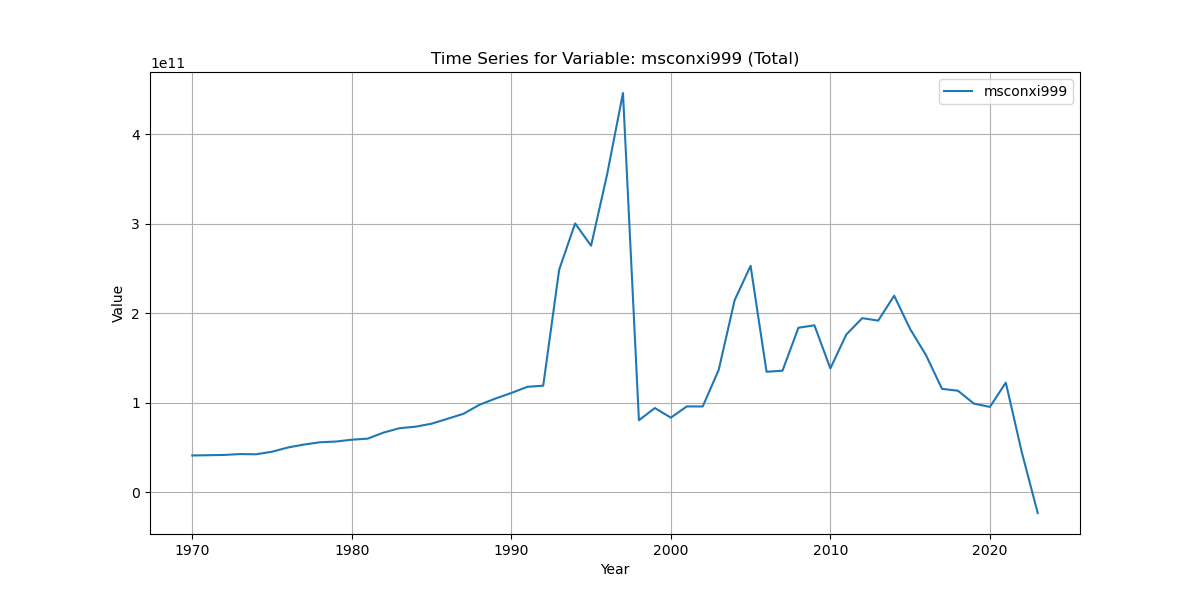 Time Series for Variable: msconxi999 (Total)
1e11
msconxi999
4
3
2
1
0
Value
1970 1980 1990 2000 2010 2020
Year